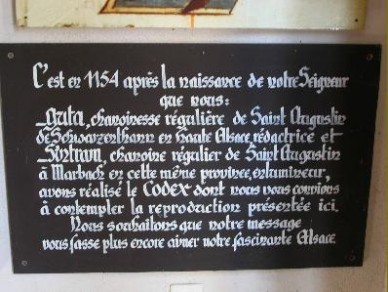 C'est en 1154 après la naissance de notre Seigneur
que nous:
Guta, chanoinesse régulière de Saint Augustin
de Schwarzenthann en Haute Alsace, rédactrice et
Sintram, chanoine régulier de Saint Augustin
à Marbach en cette même province, enlumineur,
avons réalisé le Codex dont nous vous convions
à contempler la reproduction présentée ici.
Nous souhaitons que notre message
vous fasse plus encore aimer notre fascinante Alsace.